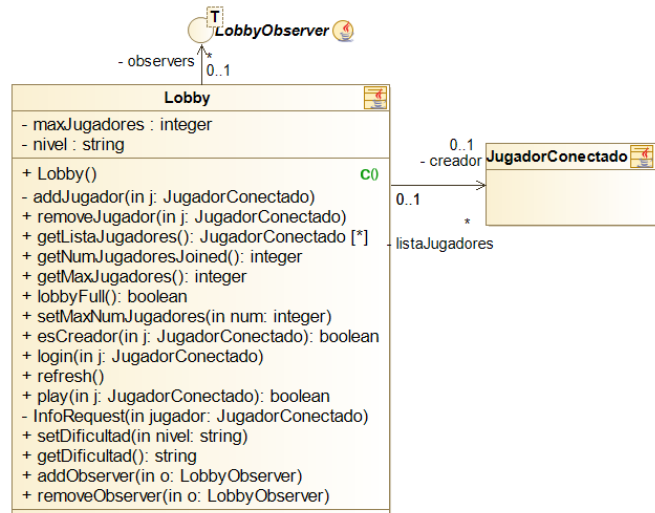 T
LobbyObserver
- observers
*
0..1
Lobby
- maxJugadores : integer
- nivel : string
+ Lobby()
C()
- addJugador(in j: JugadorConectado)
+ removeJugador(in j: JugadorConectado)
+ getListaJugadores(): JugadorConectado [*]
+ getNumJugadoresJoined(): integer
+ getMaxJugadores(): integer
+ lobbyFull(): boolean
+ setMaxNumJugadores(in num: integer)
+ esCreador(in j: JugadorConectado): boolean
+ login(in j: JugadorConectado)
+ refresh()
+ play(in j: JugadorConectado): boolean
- InfoRequest(in jugador: JugadorConectado)
+ setDificultad(in nivel: string)
+ getDificultad(): string
+ addObserver(in o: LobbyObserver)
+ removeObserver(in o: LobbyObserver)
0..1
- creador
JugadorConectado
0..1
*
- listaJugadores